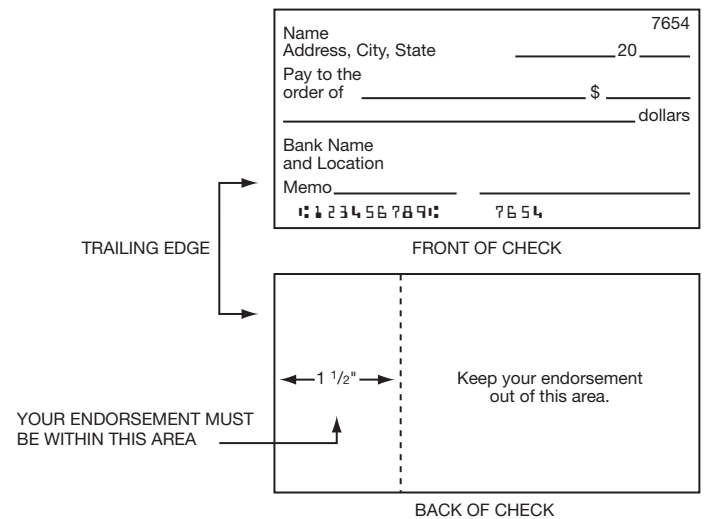 7654
Name
Address, City, State 20
Pay to the
order of $
dollars
Bank Name
and Location
Memo
⑆123456789⑆ 7654
TRAILING EDGE
FRONT OF CHECK
1 1/2"
Keep your endorsement
out of this area.
YOUR ENDORSEMENT MUST
BE WITHIN THIS AREA
BACK OF CHECK